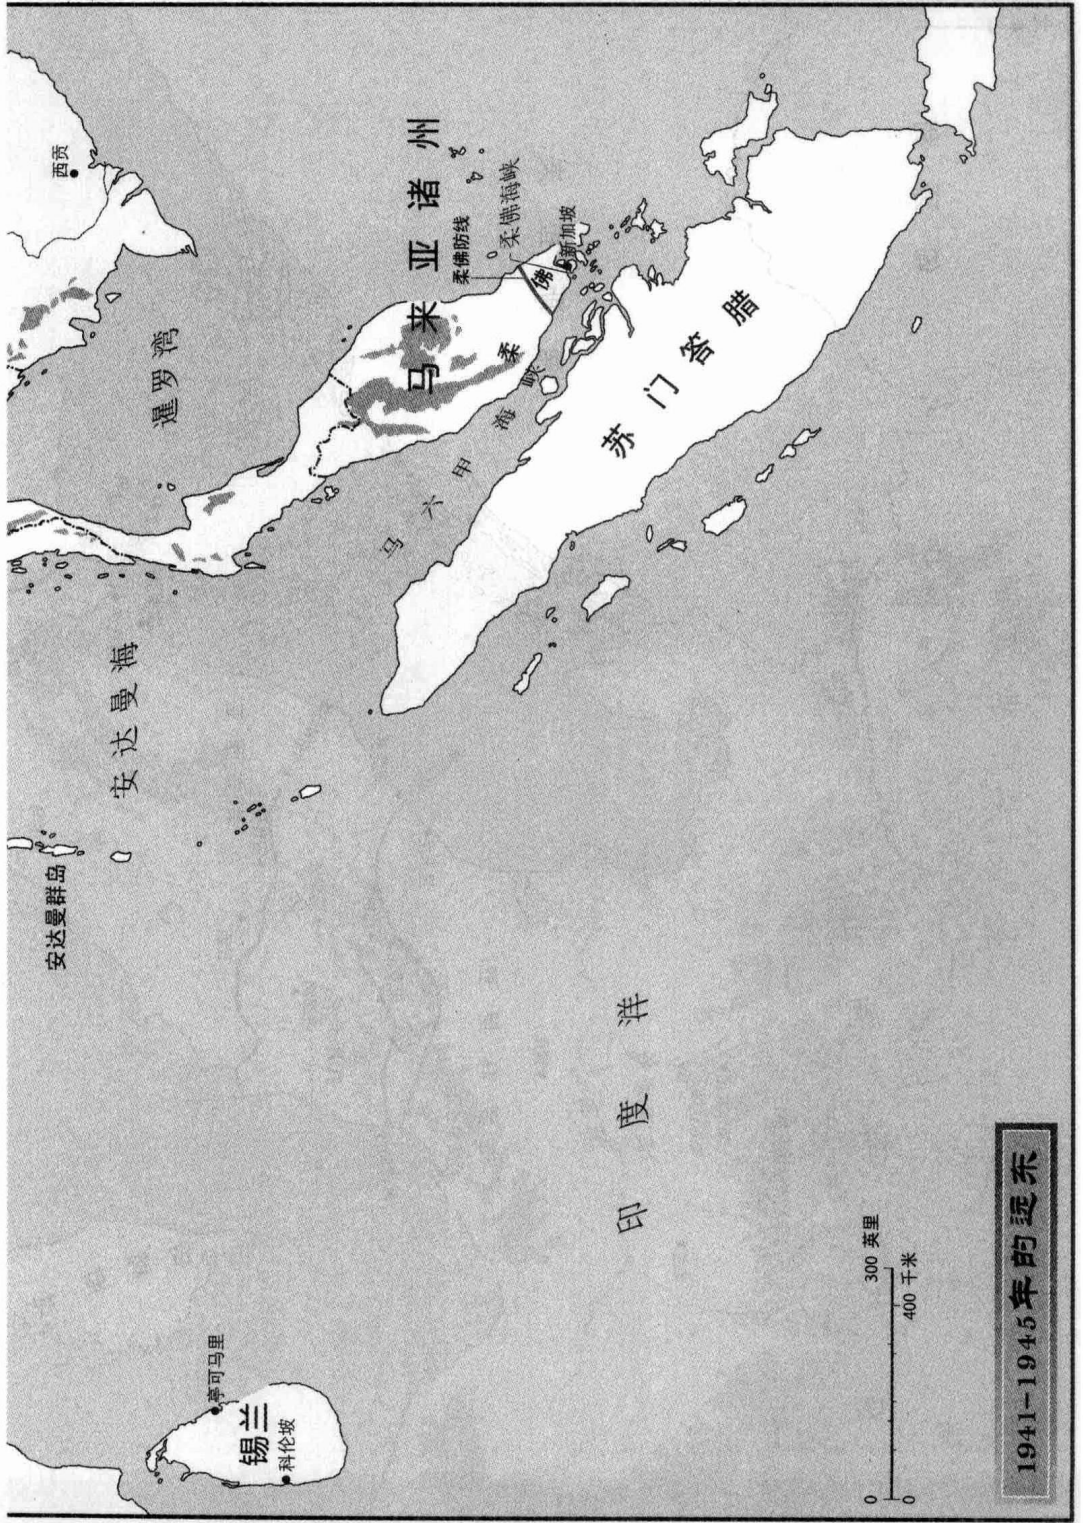 西贡
暹罗湾
安达曼海
安达曼群岛
马来亚诸州
柔佛防线
柔佛海峡
新加坡
柔佛
马六甲海峡
苏门答腊
印度洋
亭可马里
锡兰
科伦坡
0 300 英里
0 400 千米
1941-1945年的远东